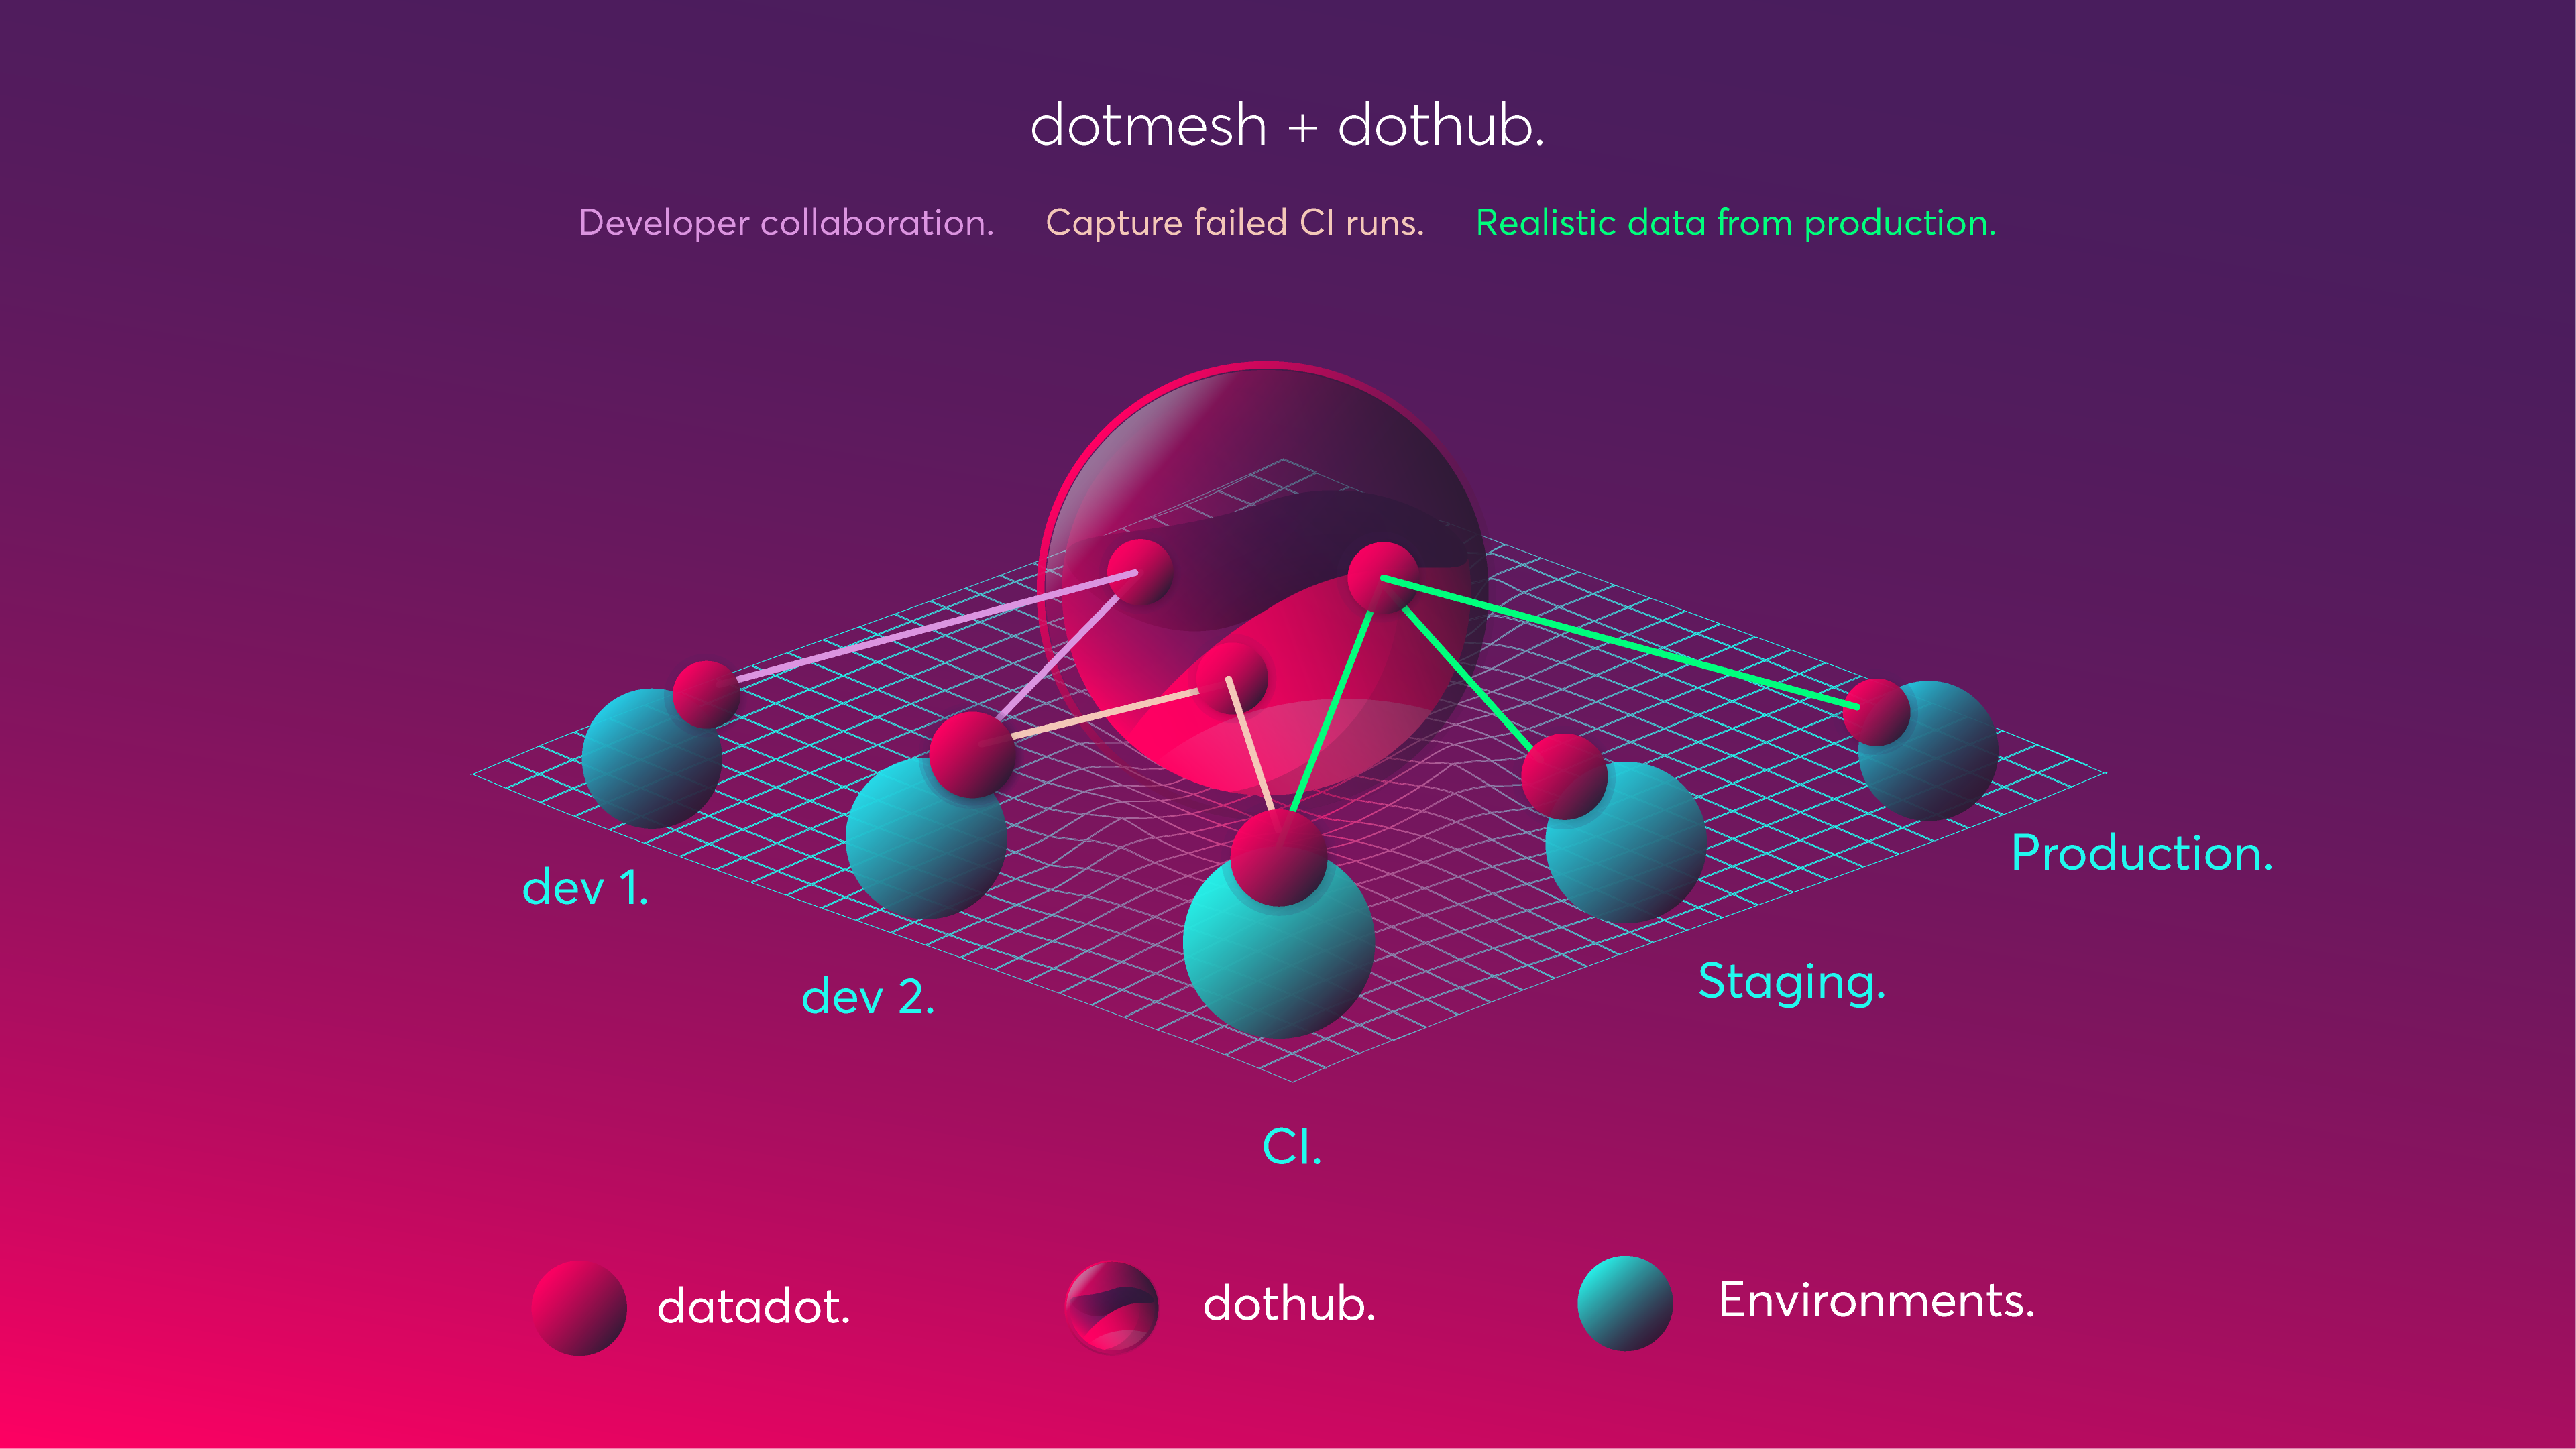 dotmesh + dothub.
Developer collaboration. Capture failed CI runs. Realistic data from production.
Production.
dev 1.
Staging.
dev 2.
CI.
datadot. dothub. Environments.